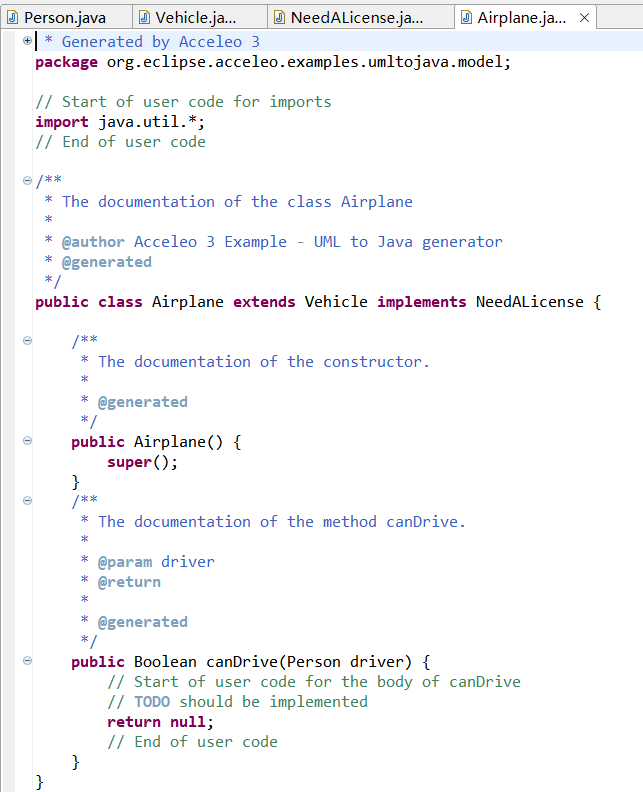 Person.java Vehicle.ja... NeedALicense.ja... Airplane.ja...
* Generated by Acceleo 3
package org.eclipse.acceleo.examples.umltojava.model;
// Start of user code for imports
import java.util.*;
// End of user code
/**
* The documentation of the class Airplane
*
* @author Acceleo 3 Example - UML to Java generator
* @generated
*/
public class Airplane extends Vehicle implements NeedALicense {
/**
* The documentation of the constructor.
*
* @generated
*/
public Airplane() {
super();
}
/**
* The documentation of the method canDrive.
*
* @param driver
* @return
*
* @generated
*/
public Boolean canDrive(Person driver) {
// Start of user code for the body of canDrive
// TODO should be implemented
return null;
// End of user code
}
}